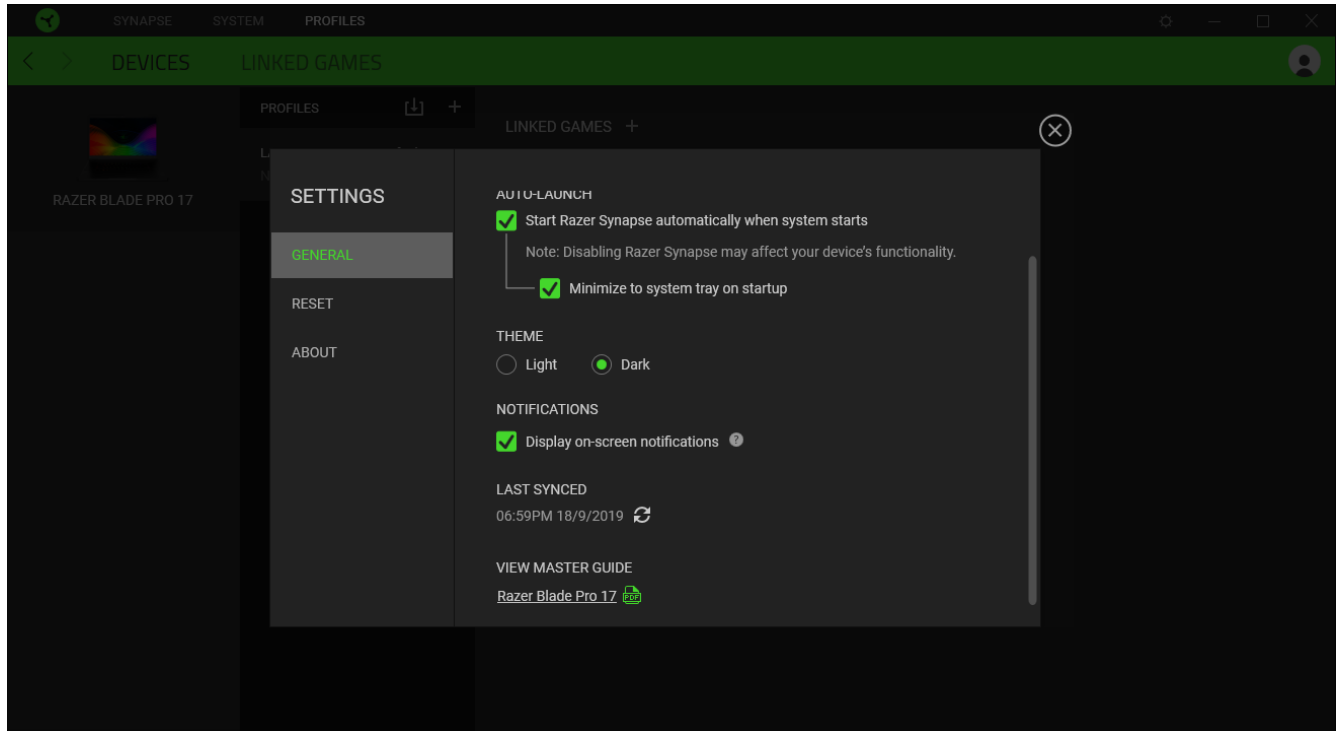 SYNAPSE SYSTEM PROFILES
DEVICES LINKED GAMES
PROFILES
LINKED GAMES
RAZER BLADE PRO 17
SETTINGS
GENERAL
RESET
ABOUT
AUTO-LAUNCH
Start Razer Synapse automatically when system starts
Note: Disabling Razer Synapse may affect your device's functionality.
Minimize to system tray on startup
THEME
Light Dark
NOTIFICATIONS
Display on-screen notifications ?
LAST SYNCED
06:59PM 18/9/2019
VIEW MASTER GUIDE
Razer Blade Pro 17 PDF